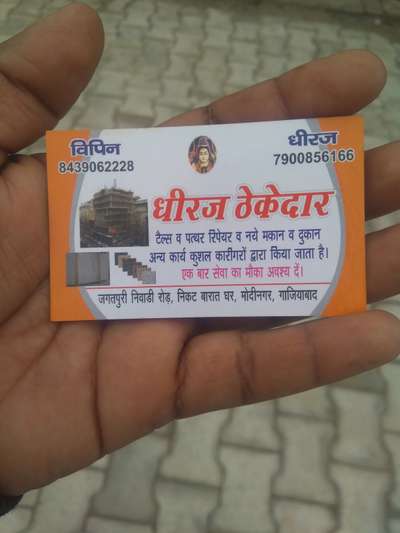 विपिन
8439062228
धीरज
7900856166
धीरज ठेकेदार
टैल्स व पत्थर रिपेयर व नये मकान व दुकान
अन्य कार्य कुशल कारीगरों द्वारा किया जाता है।
एक बार सेवा का मौका अवश्य दें।
जगतपुरी निवाडी रोड़, निकट बारात घर, मोदीनगर, गाजियाबाद